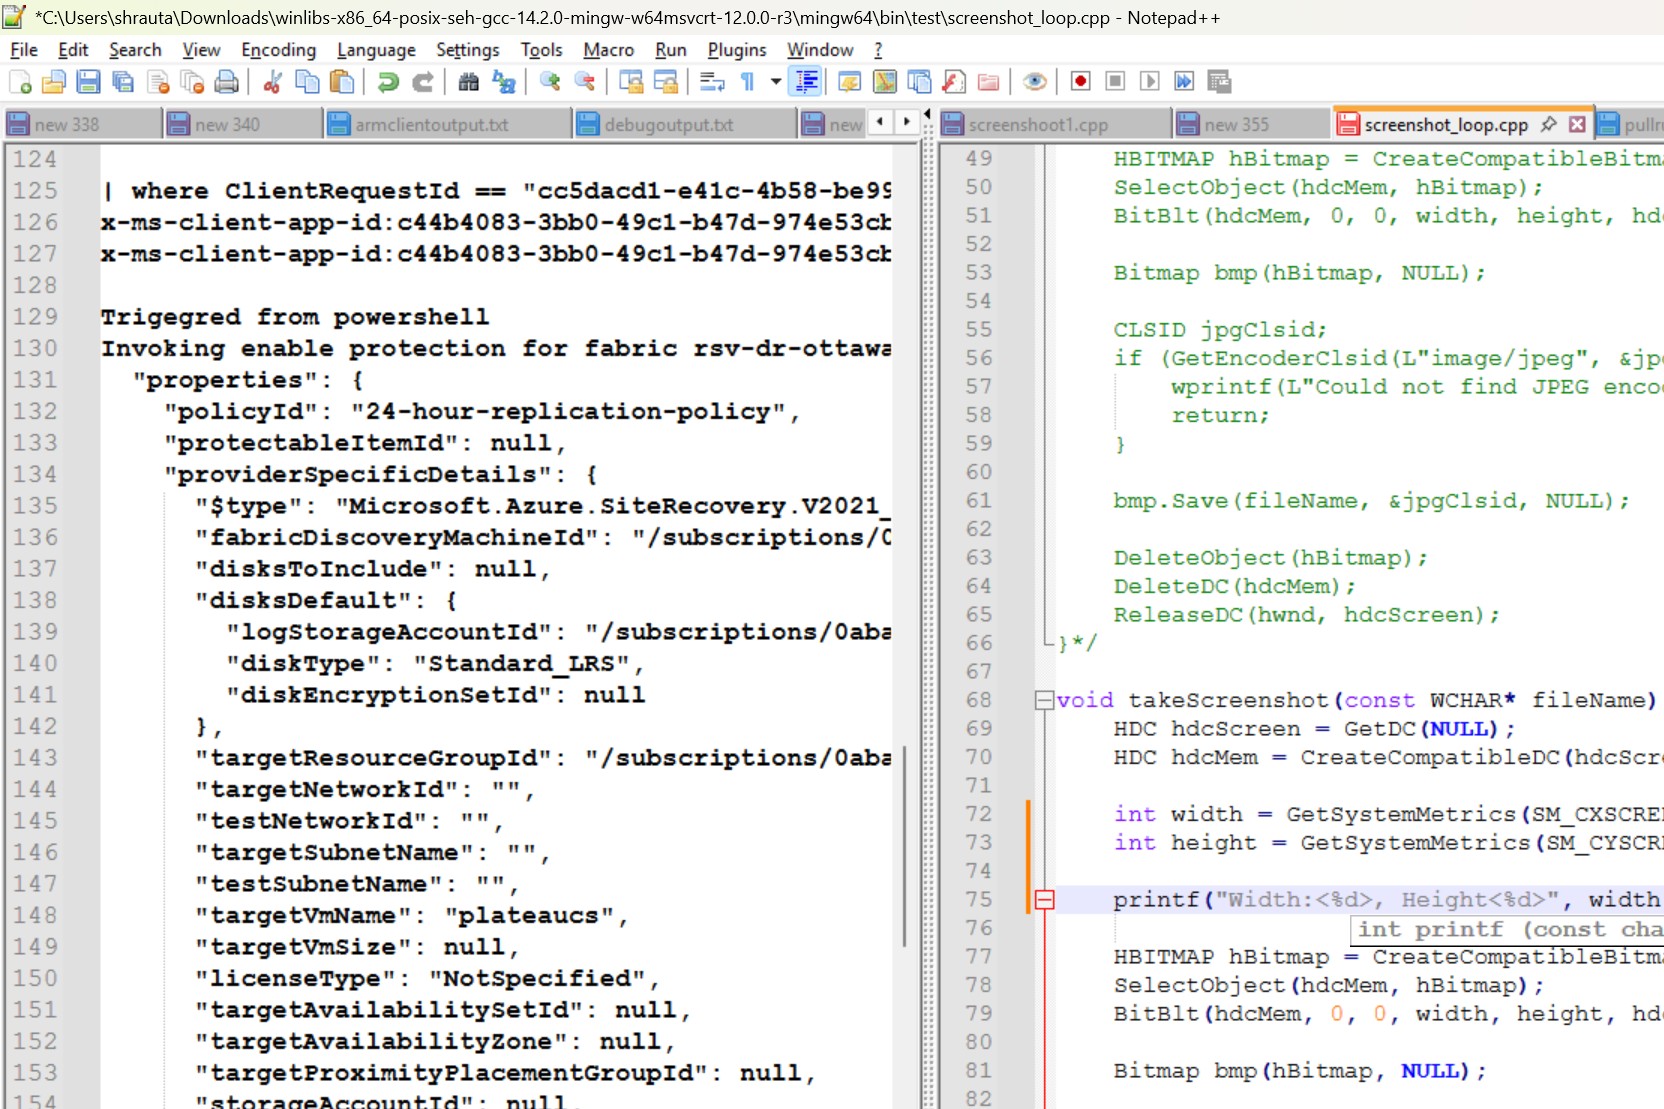 *C:\Users\shrauta\Downloads\winlibs-x86_64-posix-seh-gcc-14.2.0-mingw-w64msvcrt-12.0.0-r3\mingw64\bin\test\screenshot_loop.cpp - Notepad++
File Edit Search View Encoding Language Settings Tools Macro Run Plugins Window ?
new 338 new 340 armclientoutput.txt debugoutput.txt new
124
125 | where ClientRequestId == "cc5dacd1-e41c-4b58-be99
126 x-ms-client-app-id:c44b4083-3bb0-49c1-b47d-974e53cb
127 x-ms-client-app-id:c44b4083-3bb0-49c1-b47d-974e53cb
128
129 Trigegred from powershell
130 Invoking enable protection for fabric rsv-dr-ottawa
131 "properties": {
132 "policyId": "24-hour-replication-policy",
133 "protectableItemId": null,
134 "providerSpecificDetails": {
135 "$type": "Microsoft.Azure.SiteRecovery.V2021_
136 "fabricDiscoveryMachineId": "/subscriptions/0
137 "disksToInclude": null,
138 "disksDefault": {
139 "logStorageAccountId": "/subscriptions/0aba
140 "diskType": "Standard_LRS",
141 "diskEncryptionSetId": null
142 },
143 "targetResourceGroupId": "/subscriptions/0aba
144 "targetNetworkId": "",
145 "testNetworkId": "",
146 "targetSubnetName": "",
147 "testSubnetName": "",
148 "targetVmName": "plateaucs",
149 "targetVmSize": null,
150 "licenseType": "NotSpecified",
151 "targetAvailabilitySetId": null,
152 "targetAvailabilityZone": null,
153 "targetProximityPlacementGroupId": null,
154 "storageAccountId": null,
screenshoot1.cpp new 355 screenshot_loop.cpp pullr
49 HBITMAP hBitmap = CreateCompatibleBitm
50 SelectObject(hdcMem, hBitmap);
51 BitBlt(hdcMem, 0, 0, width, height, hd
52
53 Bitmap bmp(hBitmap, NULL);
54
55 CLSID jpgClsid;
56 if (GetEncoderClsid(L"image/jpeg", &jp
57 wprintf(L"Could not find JPEG enco
58 return;
59 }
60
61 bmp.Save(fileName, &jpgClsid, NULL);
62
63 DeleteObject(hBitmap);
64 DeleteDC(hdcMem);
65 ReleaseDC(hwnd, hdcScreen);
66 }*/
67
68 void takeScreenshot(const WCHAR* fileName)
69 HDC hdcScreen = GetDC(NULL);
70 HDC hdcMem = CreateCompatibleDC(hdcScr
71
72 int width = GetSystemMetrics(SM_CXSCREE
73 int height = GetSystemMetrics(SM_CYSCRE
74
75 printf("Width:<%d>, Height<%d>", width
76 int printf (const cha
77 HBITMAP hBitmap = CreateCompatibleBitm
78 SelectObject(hdcMem, hBitmap);
79 BitBlt(hdcMem, 0, 0, width, height, hd
80
81 Bitmap bmp(hBitmap, NULL);
82